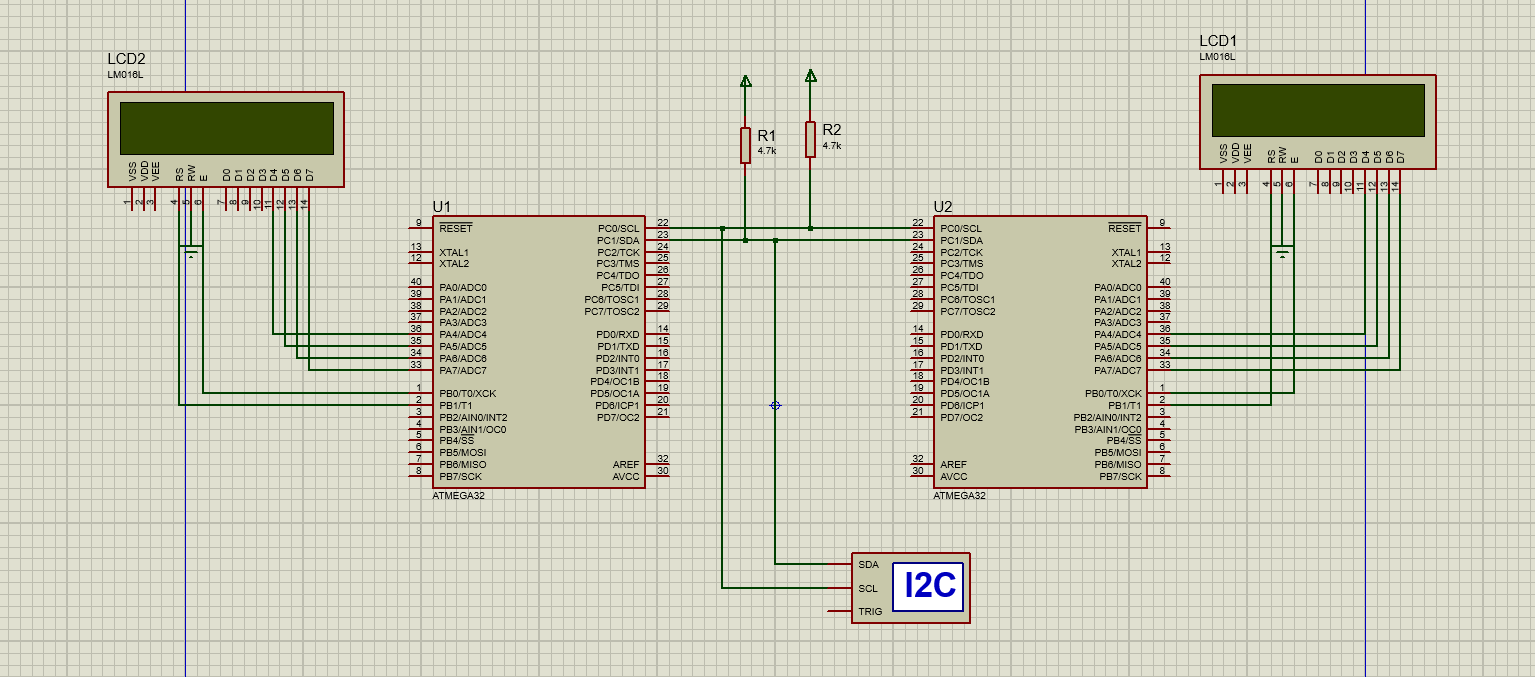 LCD2
LM016L
VSS
VDD
VEE
RS
RW
E
D0
D1
D2
D3
D4
D5
D6
D7
1
2
3
4
5
6
7
8
9
10
11
12
13
14
LCD1
LM016L
VSS
VDD
VEE
RS
RW
E
D0
D1
D2
D3
D4
D5
D6
D7
1
2
3
4
5
6
7
8
9
10
11
12
13
14
R1
4.7k
R2
4.7k
U1
9 RESET
13 XTAL1
12 XTAL2
40 PA0/ADC0
39 PA1/ADC1
38 PA2/ADC2
37 PA3/ADC3
36 PA4/ADC4
35 PA5/ADC5
34 PA6/ADC6
33 PA7/ADC7
1 PB0/T0/XCK
2 PB1/T1
3 PB2/AIN0/INT2
4 PB3/AIN1/OC0
5 PB4/SS
6 PB5/MOSI
7 PB6/MISO
8 PB7/SCK
PC0/SCL 22
PC1/SDA 23
PC2/TCK 24
PC3/TMS 25
PC4/TDO 26
PC5/TDI 27
PC6/TOSC1 28
PC7/TOSC2 29
PD0/RXD 14
PD1/TXD 15
PD2/INT0 16
PD3/INT1 17
PD4/OC1B 18
PD5/OC1A 19
PD6/ICP1 20
PD7/OC2 21
AREF 32
AVCC 30
ATMEGA32
U2
22 PC0/SCL
23 PC1/SDA
24 PC2/TCK
25 PC3/TMS
26 PC4/TDO
27 PC5/TDI
28 PC6/TOSC1
29 PC7/TOSC2
14 PD0/RXD
15 PD1/TXD
16 PD2/INT0
17 PD3/INT1
18 PD4/OC1B
19 PD5/OC1A
20 PD6/ICP1
21 PD7/OC2
32 AREF
30 AVCC
RESET 9
XTAL1 13
XTAL2 12
PA0/ADC0 40
PA1/ADC1 39
PA2/ADC2 38
PA3/ADC3 37
PA4/ADC4 36
PA5/ADC5 35
PA6/ADC6 34
PA7/ADC7 33
PB0/T0/XCK 1
PB1/T1 2
PB2/AIN0/INT2 3
PB3/AIN1/OC0 4
PB4/SS 5
PB5/MOSI 6
PB6/MISO 7
PB7/SCK 8
ATMEGA32
SDA
SCL
TRIG
I2C